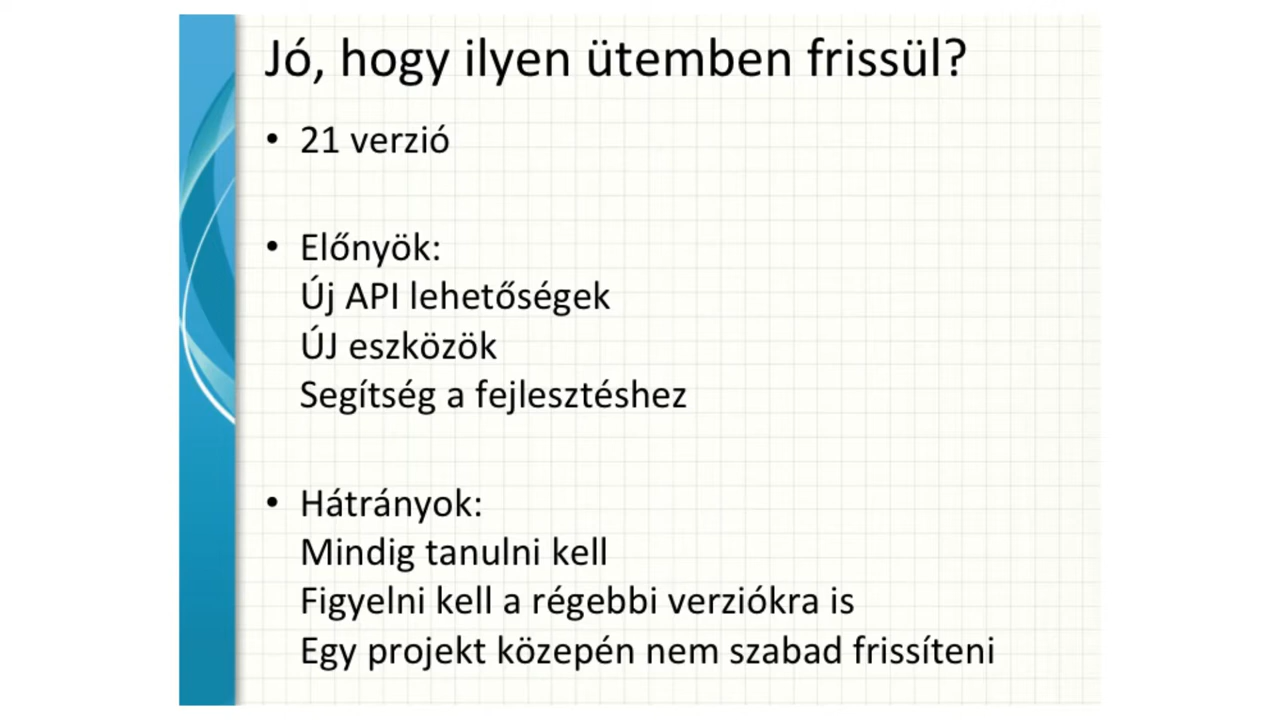 Jó, hogy ilyen ütemben frissül?
• 21 verzió
• Előnyök:
Új API lehetőségek
ÚJ eszközök
Segítség a fejlesztéshez
• Hátrányok:
Mindig tanulni kell
Figyelni kell a régebbi verziókra is
Egy projekt közepén nem szabad frissíteni